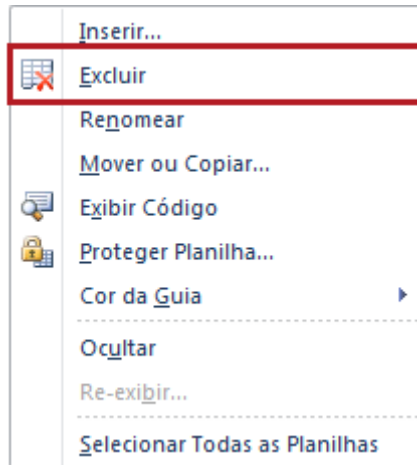 Inserir...
Excluir
Renomear
Mover ou Copiar...
Exibir Código
Proteger Planilha...
Cor da Guia
Ocultar
Re-exibir...
Selecionar Todas as Planilhas